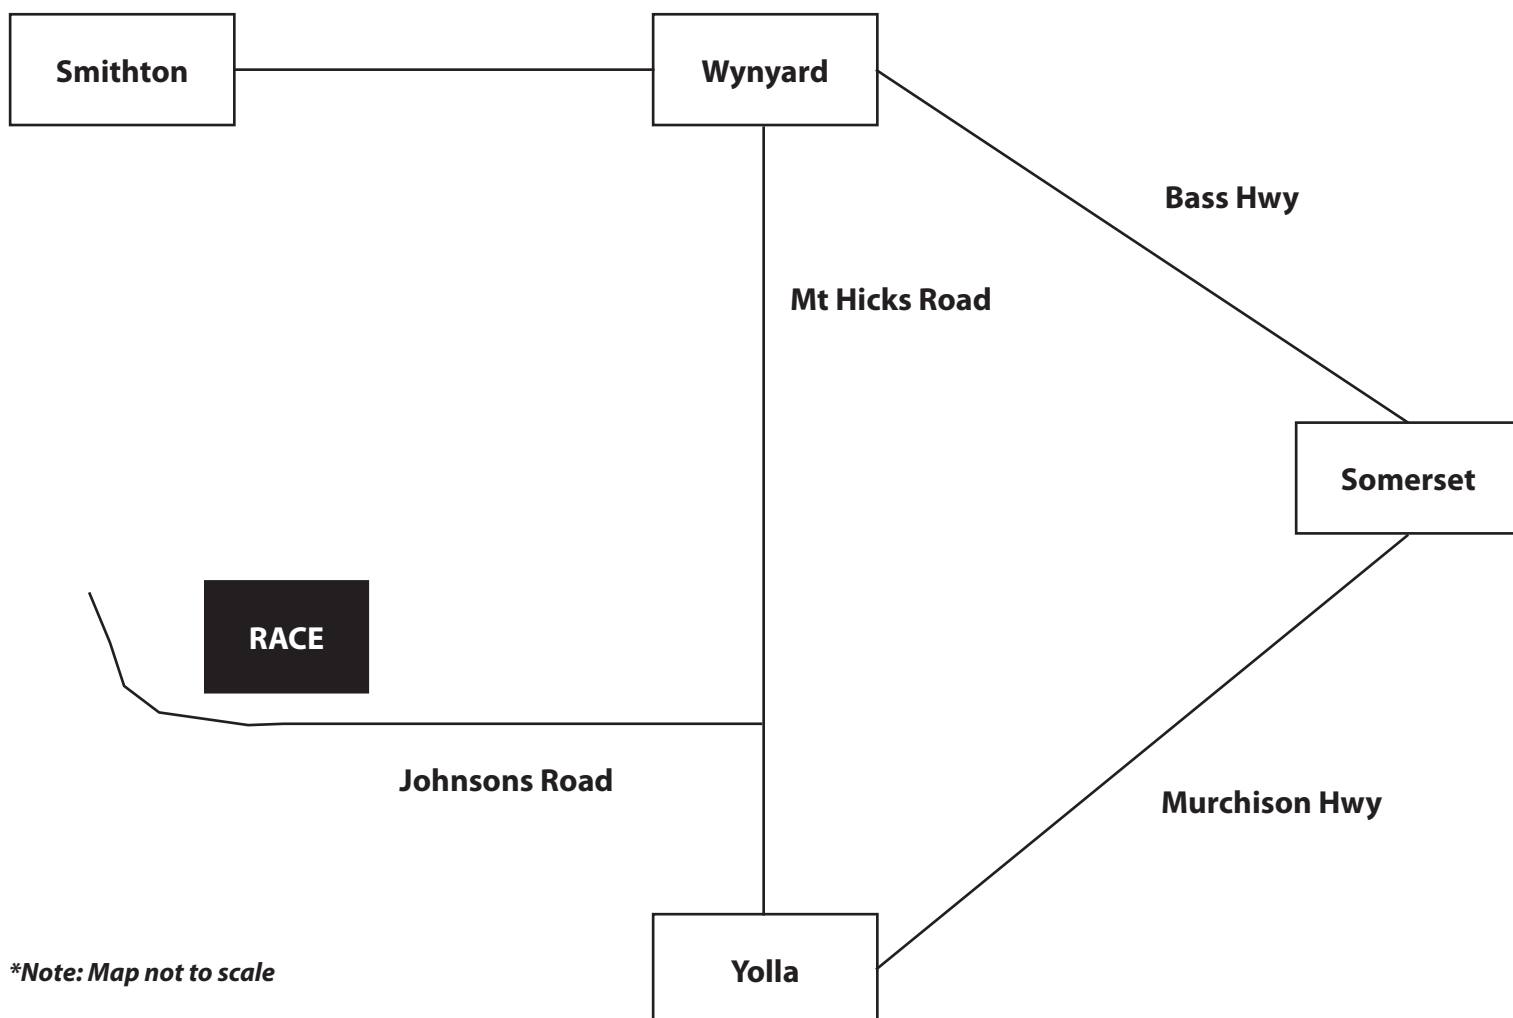 Smithton
Wynyard
Bass Hwy
Mt Hicks Road
Somerset
RACE
Johnsons Road
Murchison Hwy
Yolla
*Note: Map not to scale